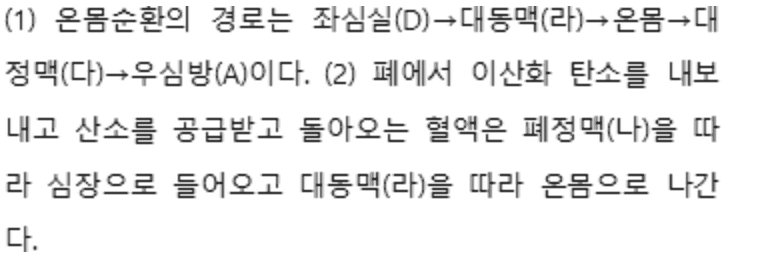 (1) 온몸순환의 경로는 좌심실(D)→대동맥(라)→온몸→대
정맥(다)→우심방(A)이다. (2) 폐에서 이산화 탄소를 내보
내고 산소를 공급받고 돌아오는 혈액은 폐정맥(나)을 따
라 심장으로 들어오고 대동맥(라)을 따라 온몸으로 나간
다.